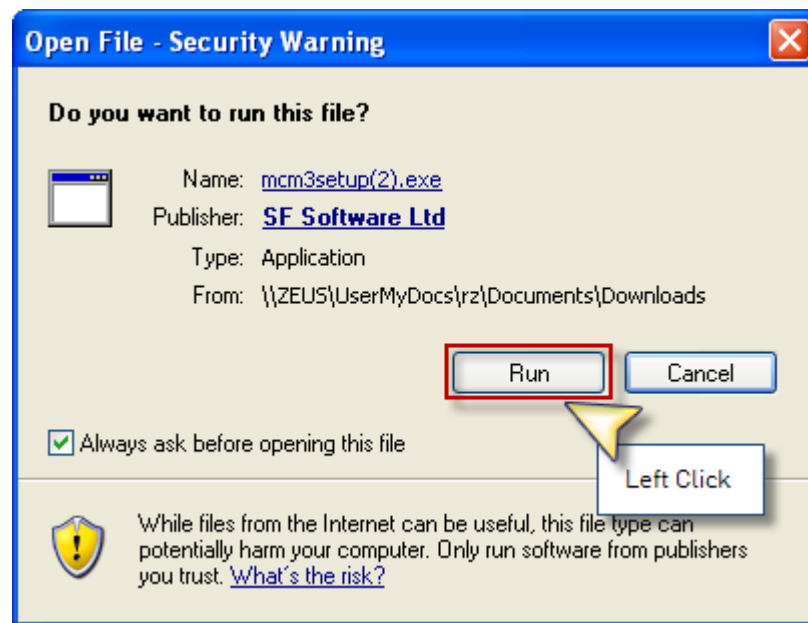 Open File - Security Warning
Do you want to run this file?
Name: mcm3setup(2).exe
Publisher: SF Software Ltd
Type: Application
From: \\ZEUS\UserMyDocs\rz\Documents\Downloads
Run Cancel
Always ask before opening this file
Left Click
While files from the Internet can be useful, this file type can
potentially harm your computer. Only run software from publishers
you trust. What's the risk?